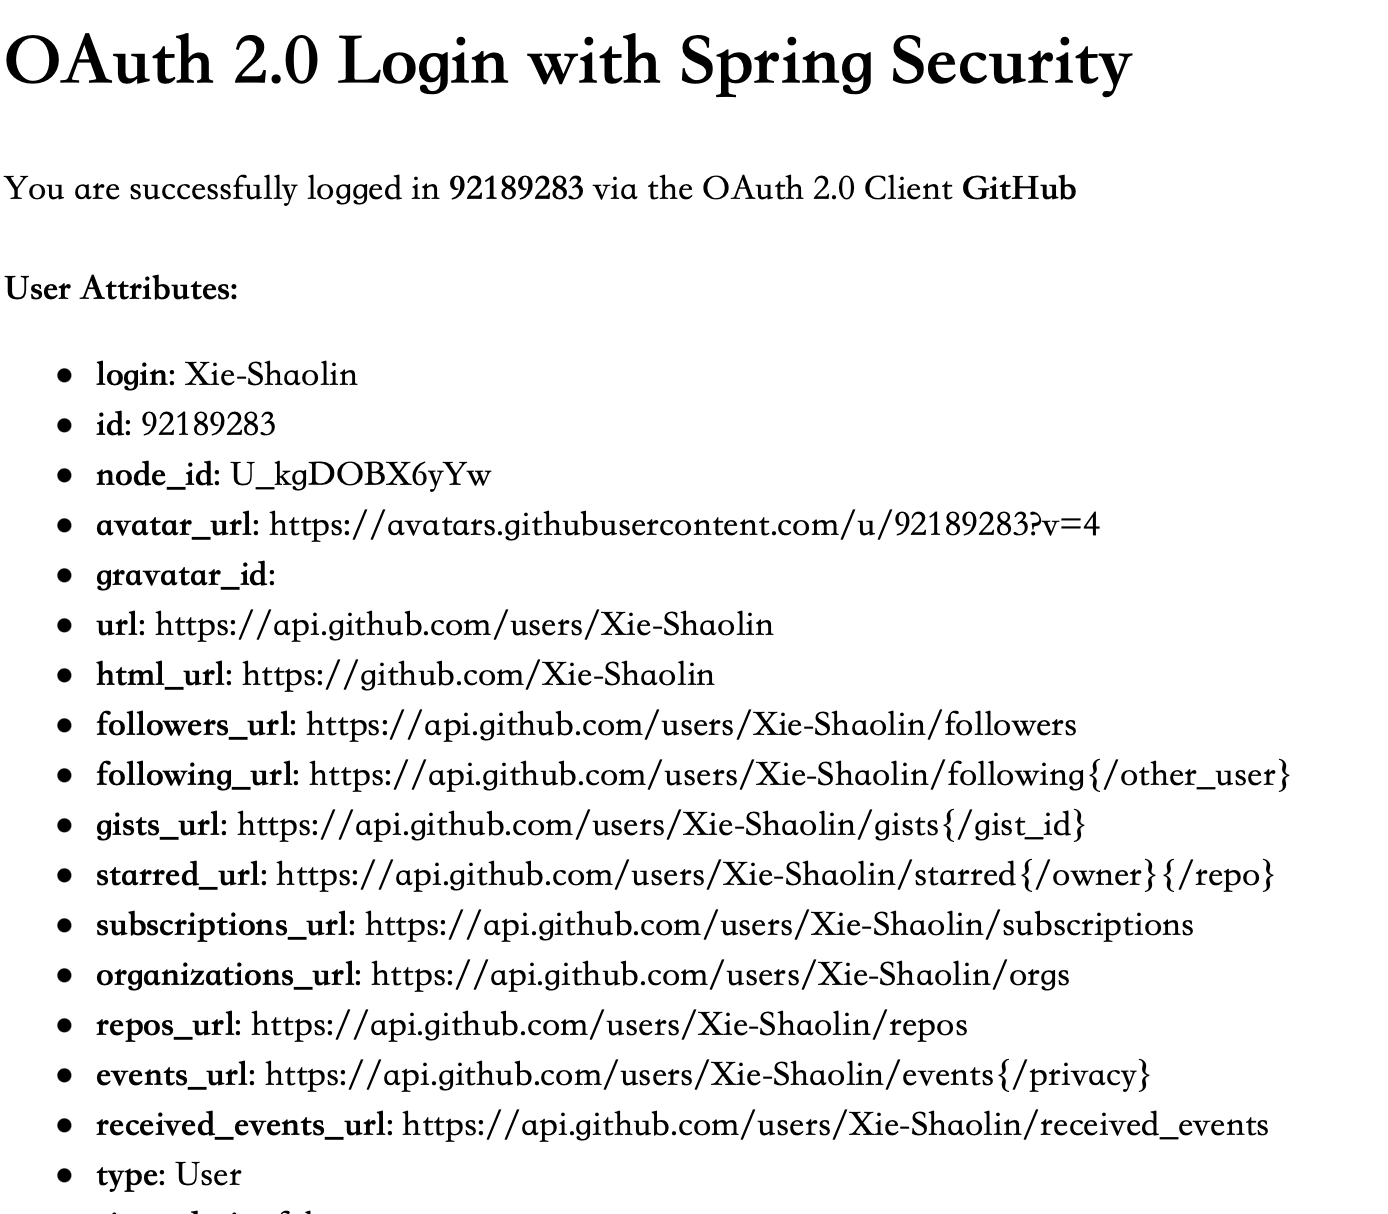 OAuth 2.0 Login with Spring Security
You are successfully logged in 92189283 via the OAuth 2.0 Client GitHub
User Attributes:
• login: Xie-Shaolin
• id: 92189283
• node_id: U_kgDOBX6yYw
• avatar_url: https://avatars.githubusercontent.com/u/92189283?v=4
• gravatar_id:
• url: https://api.github.com/users/Xie-Shaolin
• html_url: https://github.com/Xie-Shaolin
• followers_url: https://api.github.com/users/Xie-Shaolin/followers
• following_url: https://api.github.com/users/Xie-Shaolin/following{/other_user}
• gists_url: https://api.github.com/users/Xie-Shaolin/gists{/gist_id}
• starred_url: https://api.github.com/users/Xie-Shaolin/starred{/owner}{/repo}
• subscriptions_url: https://api.github.com/users/Xie-Shaolin/subscriptions
• organizations_url: https://api.github.com/users/Xie-Shaolin/orgs
• repos_url: https://api.github.com/users/Xie-Shaolin/repos
• events_url: https://api.github.com/users/Xie-Shaolin/events{/privacy}
• received_events_url: https://api.github.com/users/Xie-Shaolin/received_events
• type: User